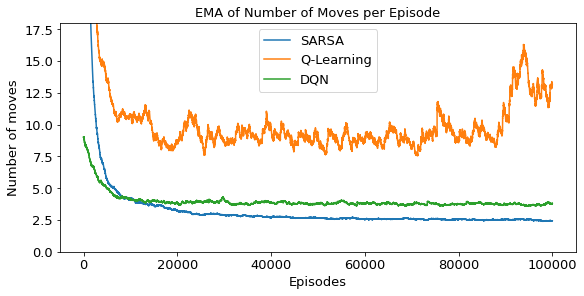 EMA of Number of Moves per Episode
17.5
15.0
12.5
10.0
7.5
5.0
2.5
0.0
Number of moves
SARSA
Q-Learning
DQN
0
20000
40000
60000
80000
100000
Episodes